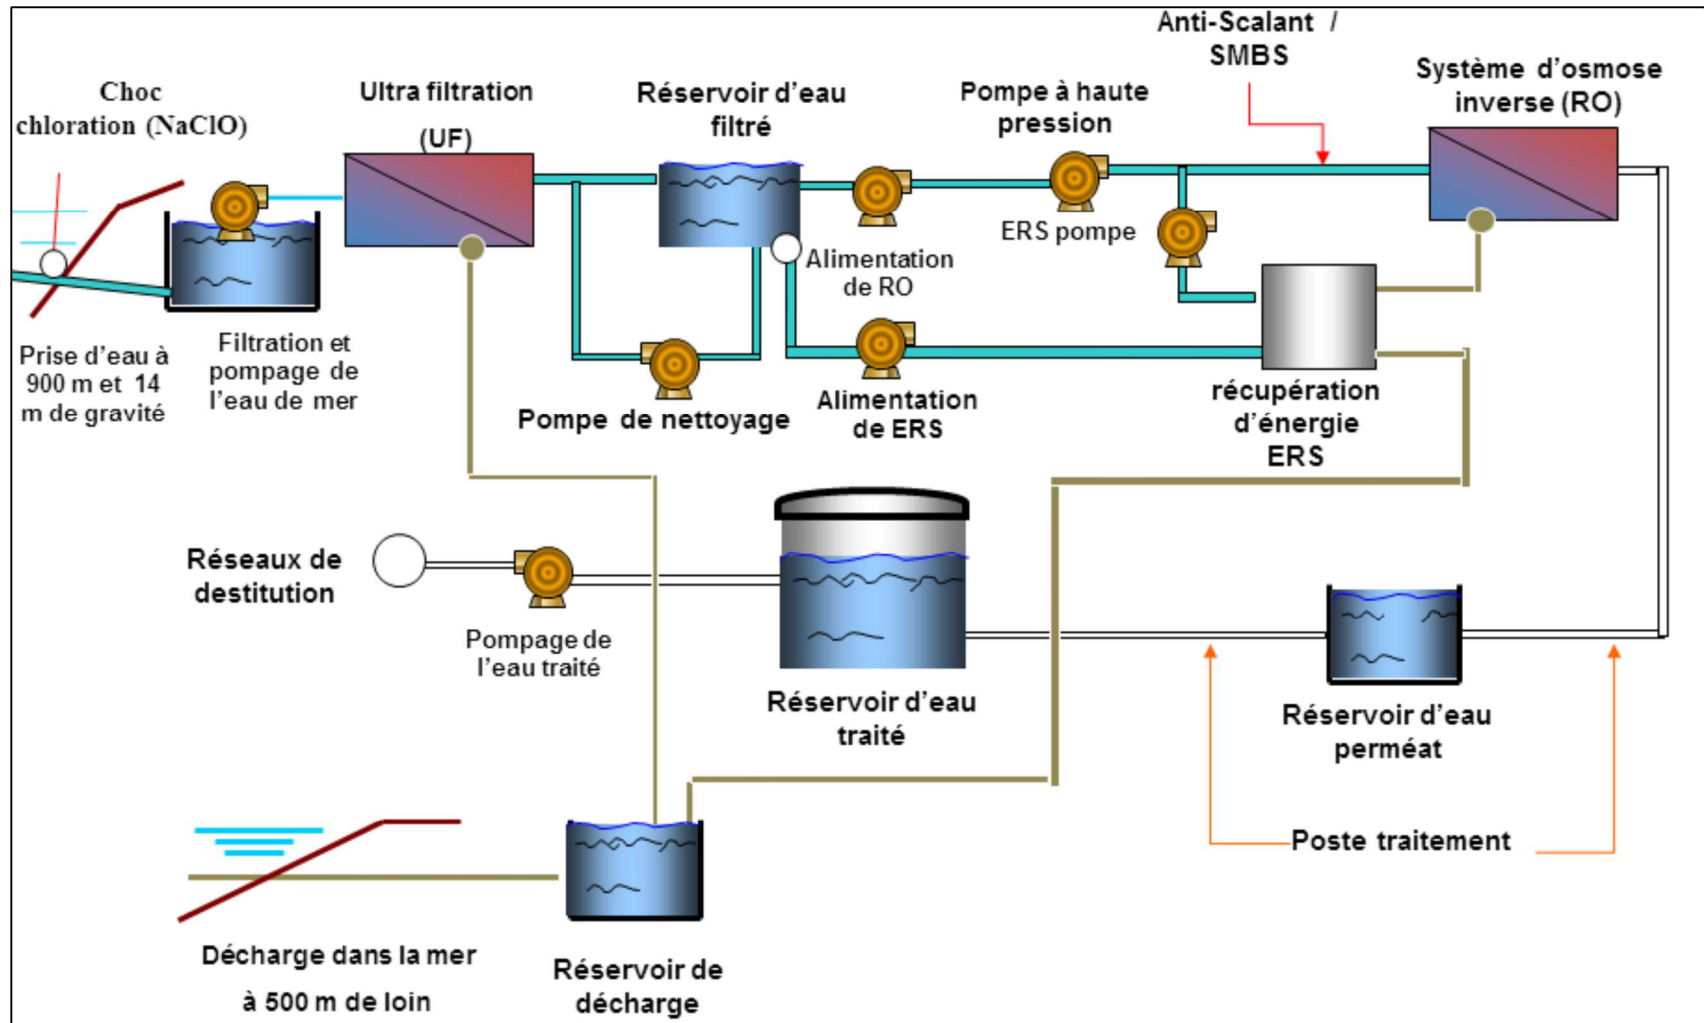 Choc
chloration (NaClO)
Ultra filtration
(UF)
Réservoir d'eau
filtré
Pompe à haute
pression
Anti-Scalant /
SMBS
Système d'osmose
inverse (RO)
ERS pompe
Alimentation
de RO
Prise d'eau à
900 m et 14
m de gravité
Filtration et
pompage de
l'eau de mer
Pompe de nettoyage
Alimentation
de ERS
récupération
d'énergie
ERS
Réseaux de
destitution
Pompage de
l'eau traité
Réservoir d'eau
traité
Réservoir d'eau
perméat
Poste traitement
Décharge dans la mer
à 500 m de loin
Réservoir de
décharge